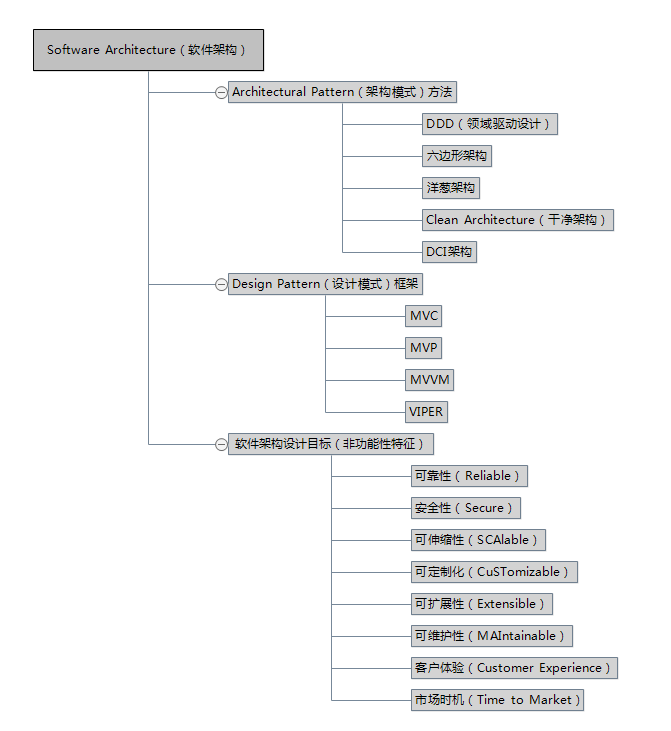 Software Architecture（软件架构）
Architectural Pattern（架构模式）方法
DDD（领域驱动设计）
六边形架构
洋葱架构
Clean Architecture（干净架构）
DCI架构
Design Pattern（设计模式）框架
MVC
MVP
MVVM
VIPER
软件架构设计目标（非功能性特征）
可靠性（Reliable）
安全性（Secure）
可伸缩性（SCAlable）
可定制化（CuSTomizable）
可扩展性（Extensible）
可维护性（MAIntainable）
客户体验（Customer Experience）
市场时机（Time to Market）